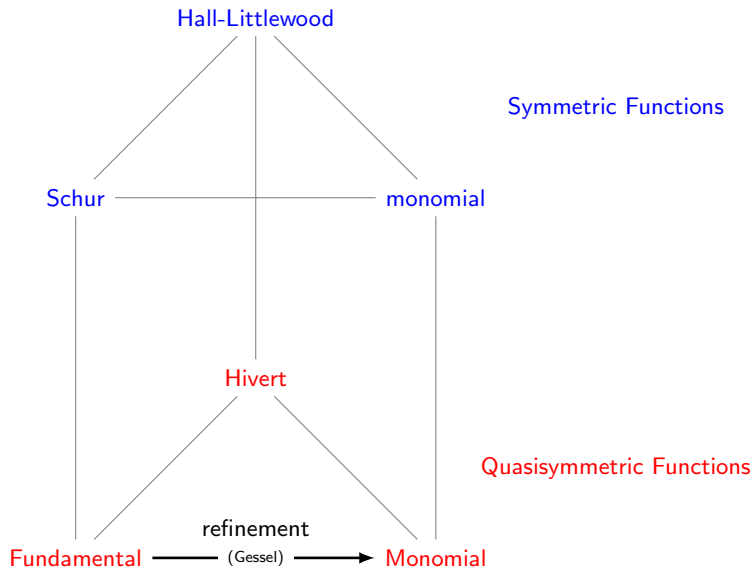 Hall-Littlewood
Symmetric Functions
Schur
monomial
Hivert
Quasisymmetric Functions
refinement
Fundamental
(Gessel)
Monomial